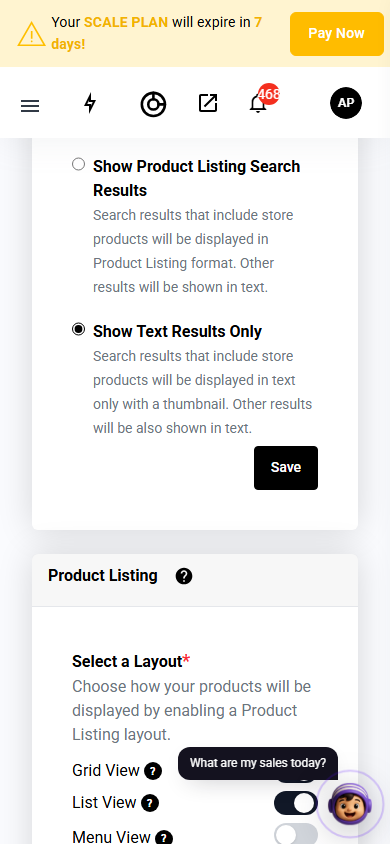 Your SCALE PLAN will expire in 7
days!
Pay Now
468
AP
Show Product Listing Search
Results
Search results that include store
products will be displayed in
Product Listing format. Other
results will be shown in text.
Show Text Results Only
Search results that include store
products will be displayed in text
only with a thumbnail. Other results
will be also shown in text.
Save
Product Listing ?
Select a Layout*
Choose how your products will be
displayed by enabling a Product
Listing layout.
What are my sales today?
Grid View ?
List View ?
Menu View ?